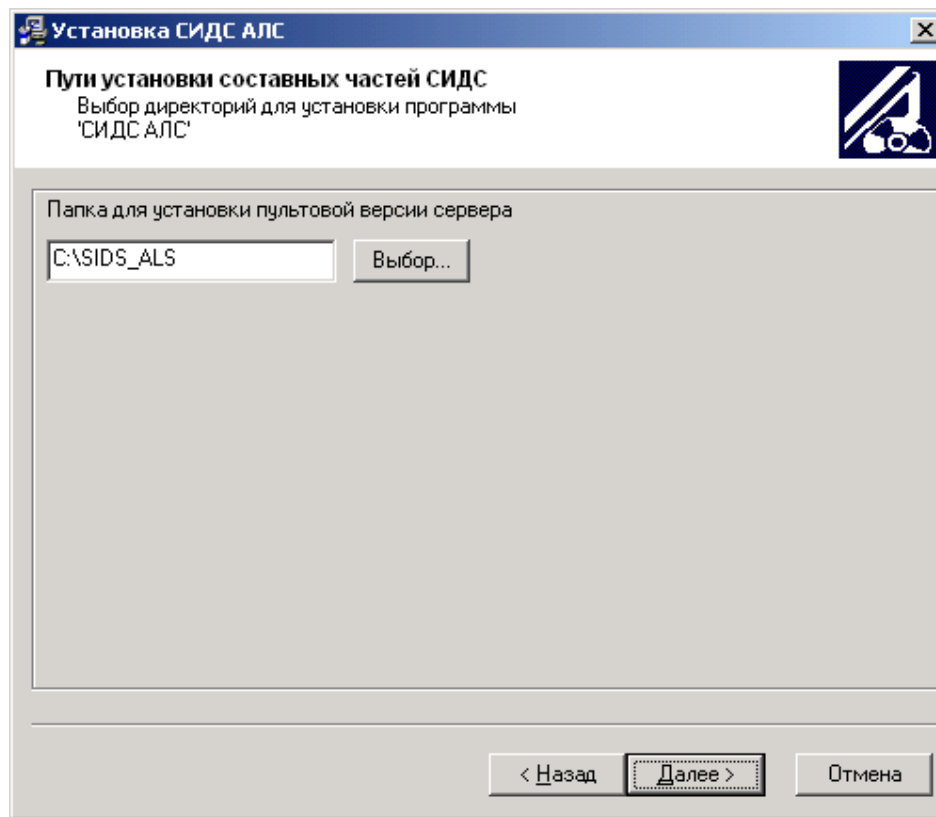 Установка СИДС АЛС
Пути установки составных частей СИДС
Выбор директорий для установки программы
'СИДС АЛС'
Папка для установки пультовой версии сервера
C:\SIDS_ALS
Выбор...
< Назад
Далее >
Отмена